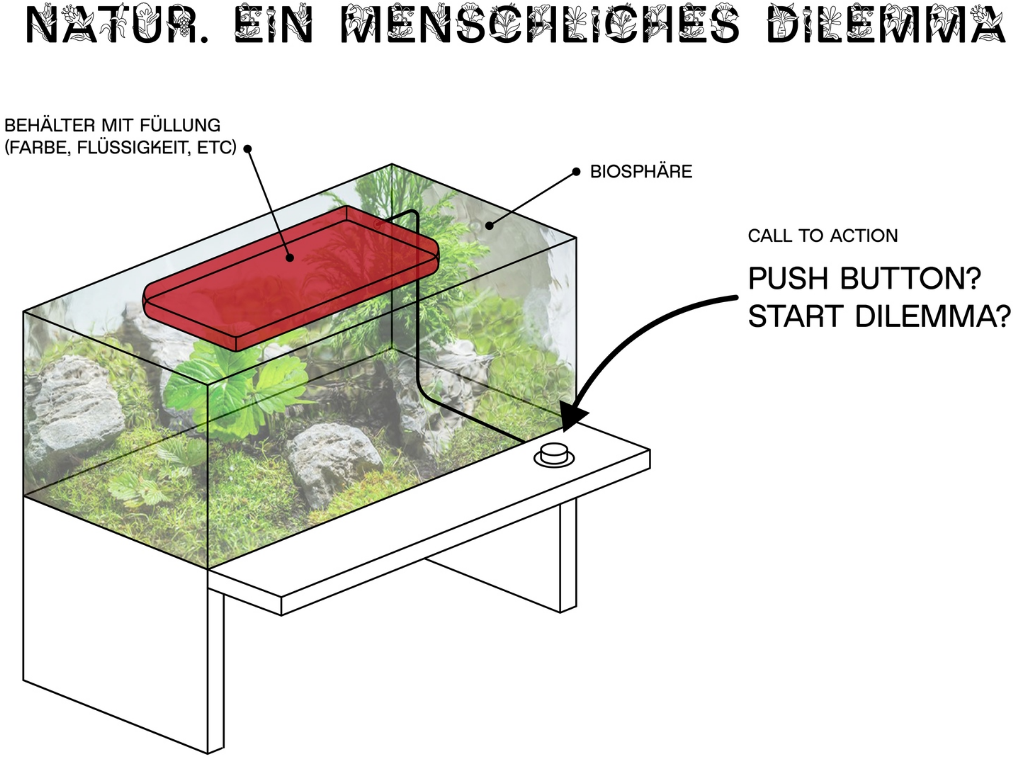 NATUR. EiN MENSCHLiCHES DiLEMMA
BEHÄLTER MIT FÜLLUNG
(FARBE, FLÜSSIGKEIT, ETC)
BIOSPHÄRE
CALL TO ACTION
PUSH BUTTON?
START DILEMMA?